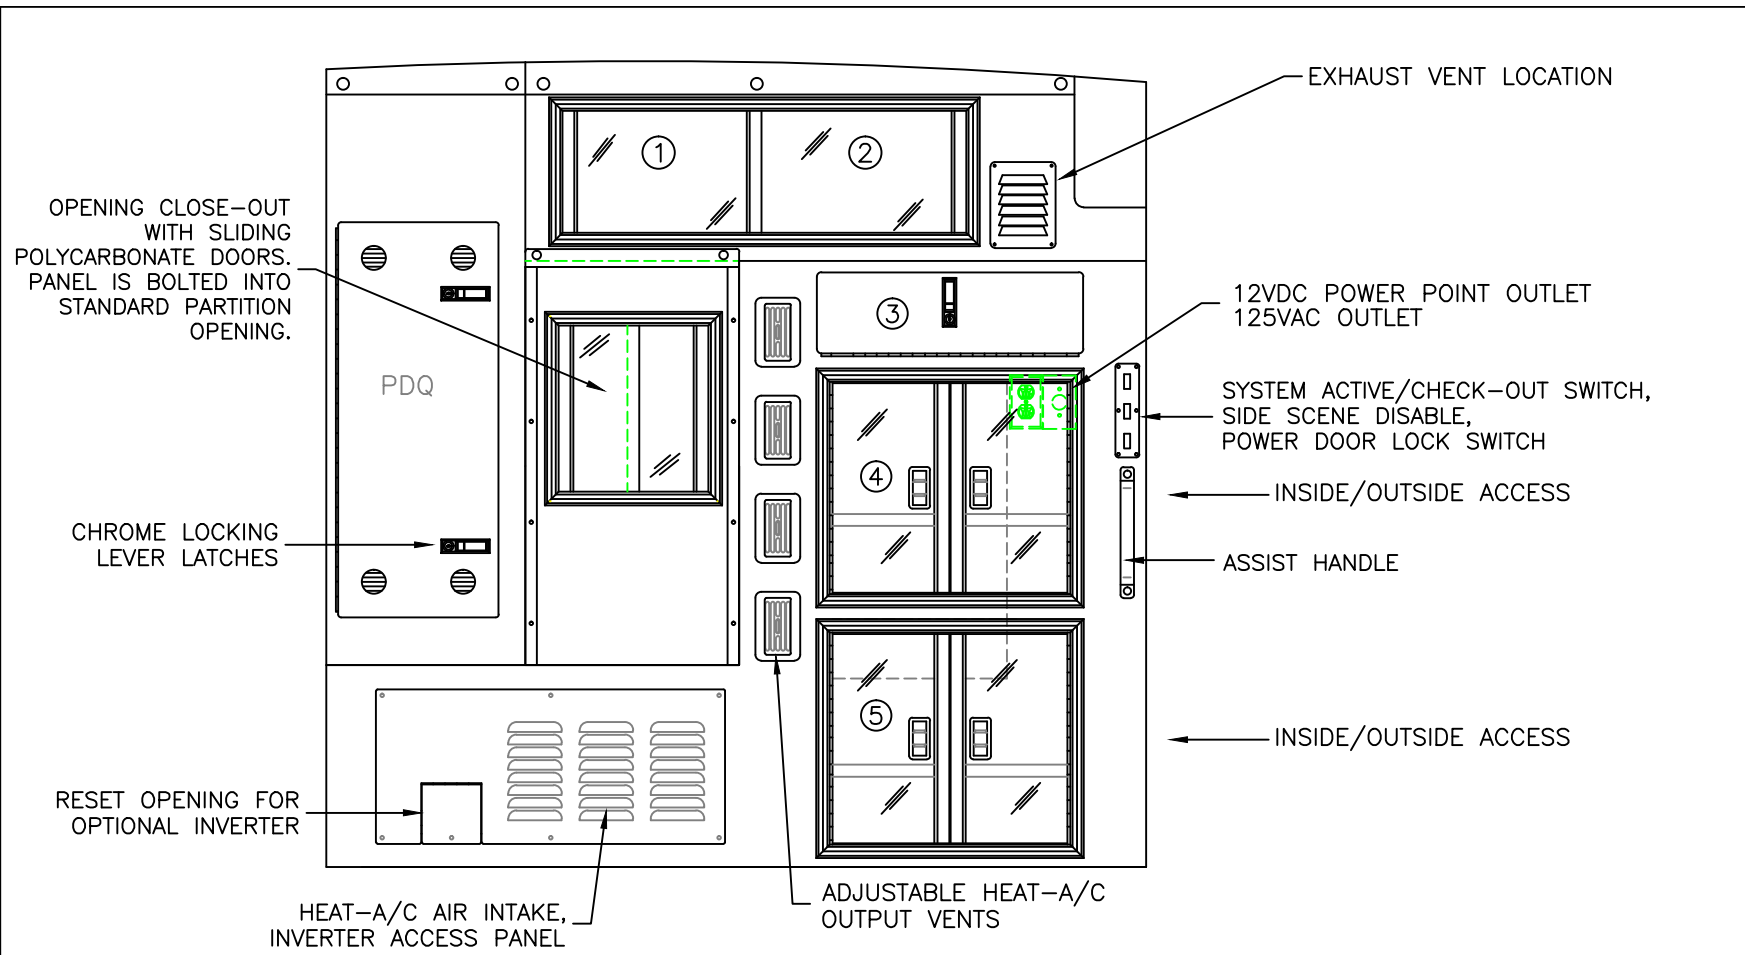 EXHAUST VENT LOCATION
①
②
OPENING CLOSE-OUT
WITH SLIDING
POLYCARBONATE DOORS.
PANEL IS BOLTED INTO
STANDARD PARTITION
OPENING.
③
12VDC POWER POINT OUTLET
125VAC OUTLET
PDQ
SYSTEM ACTIVE/CHECK-OUT SWITCH,
SIDE SCENE DISABLE,
POWER DOOR LOCK SWITCH
④
INSIDE/OUTSIDE ACCESS
CHROME LOCKING
LEVER LATCHES
ASSIST HANDLE
⑤
INSIDE/OUTSIDE ACCESS
RESET OPENING FOR
OPTIONAL INVERTER
HEAT-A/C AIR INTAKE,
INVERTER ACCESS PANEL
ADJUSTABLE HEAT-A/C
OUTPUT VENTS